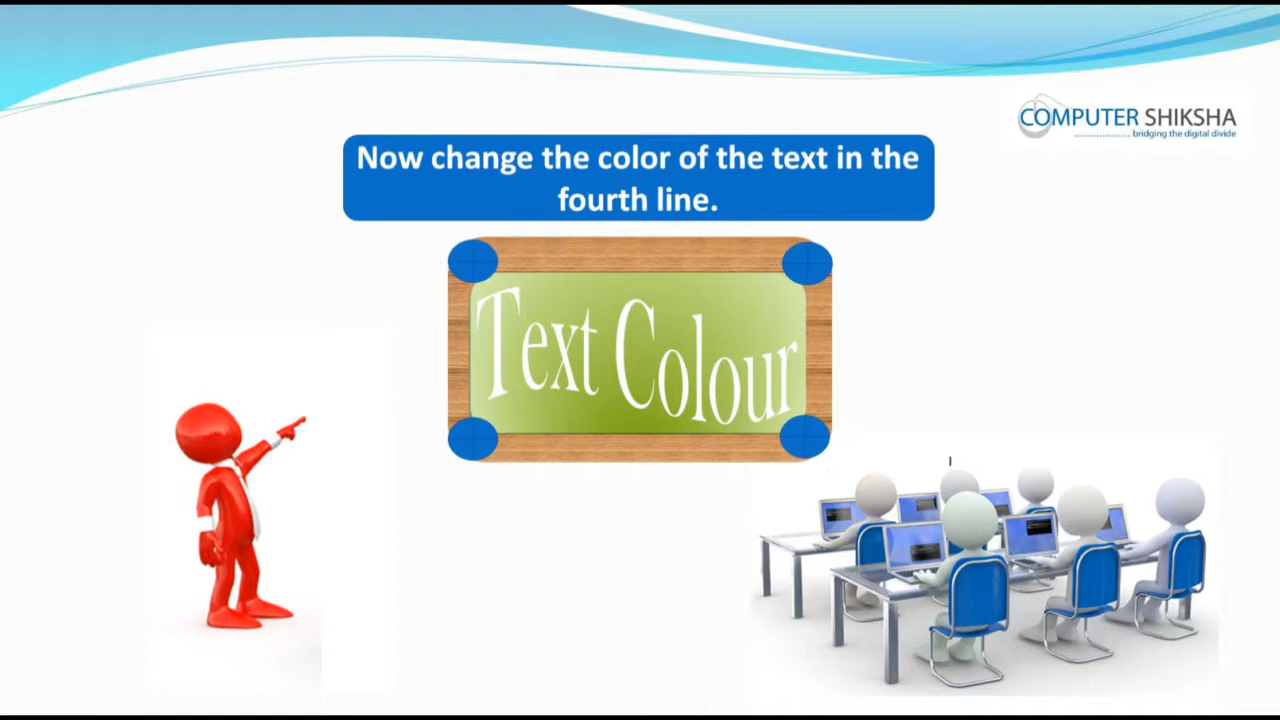 COMPUTER SHIKSHA
bridging the digital divide
Now change the color of the text in the
fourth line.
Text Colour